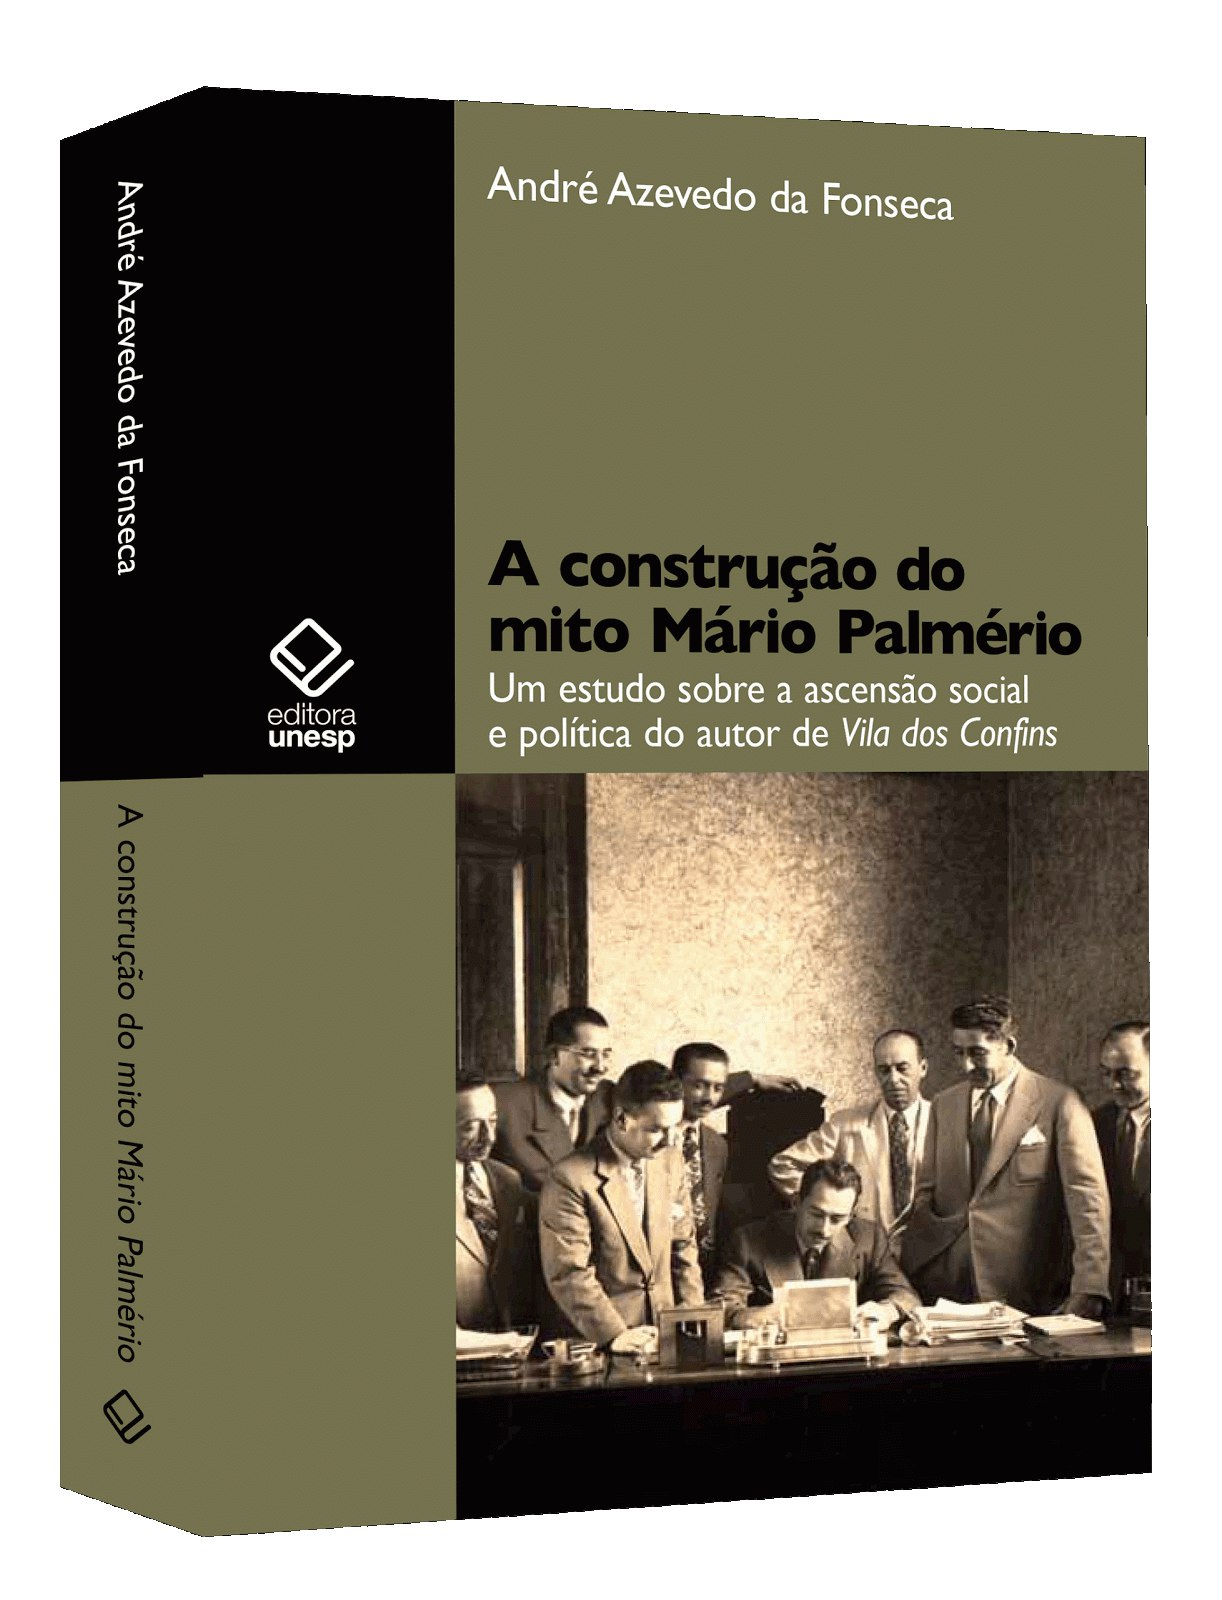 André Azevedo da Fonseca
A construção do mito Mário Palmério
André Azevedo da Fonseca
editora
unesp
A construção do
mito Mário Palmério
Um estudo sobre a ascensão social
e política do autor de Vila dos Confins